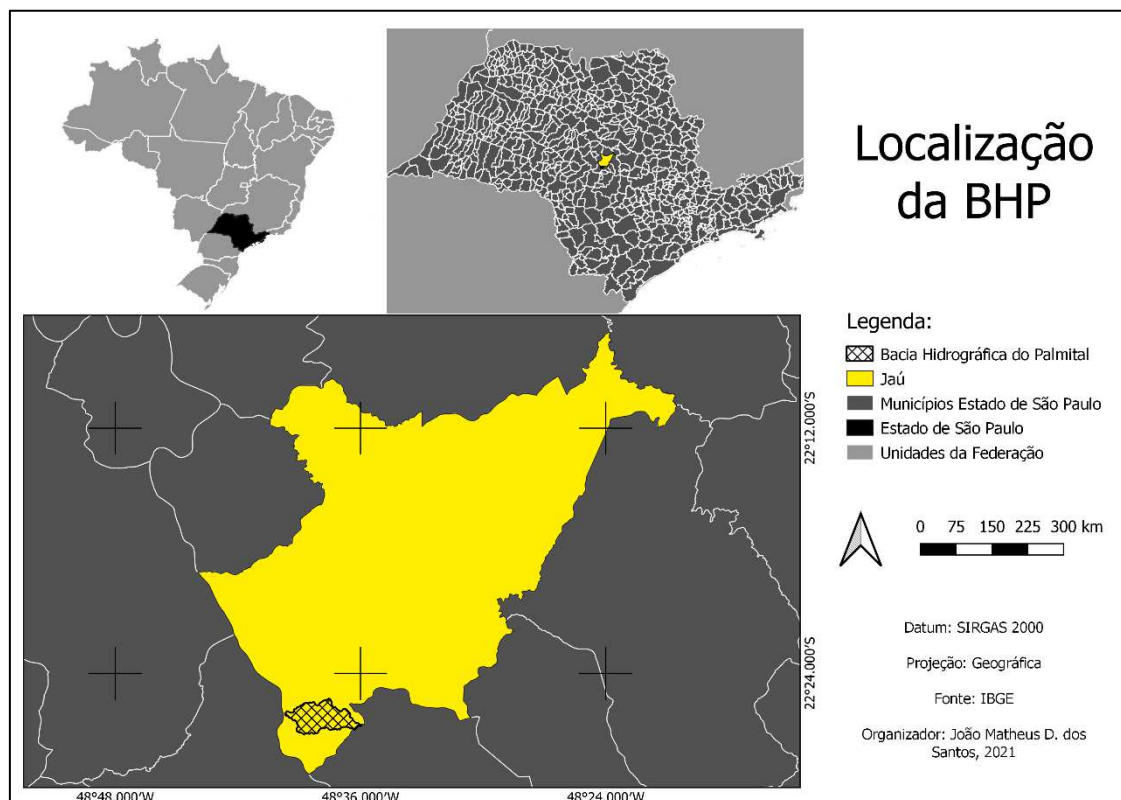 Localização
da BHP
Legenda:
Bacia Hidrográfica do Palmital
Jaú
Municípios Estado de São Paulo
Estado de São Paulo
Unidades da Federação
0 75 150 225 300 km
Datum: SIRGAS 2000
Projeção: Geográfica
Fonte: IBGE
Organizador: João Matheus D. dos
Santos, 2021
22°12.000'S
22°24.000'S
48°48.000'W
48°36.000'W
48°24.000'W